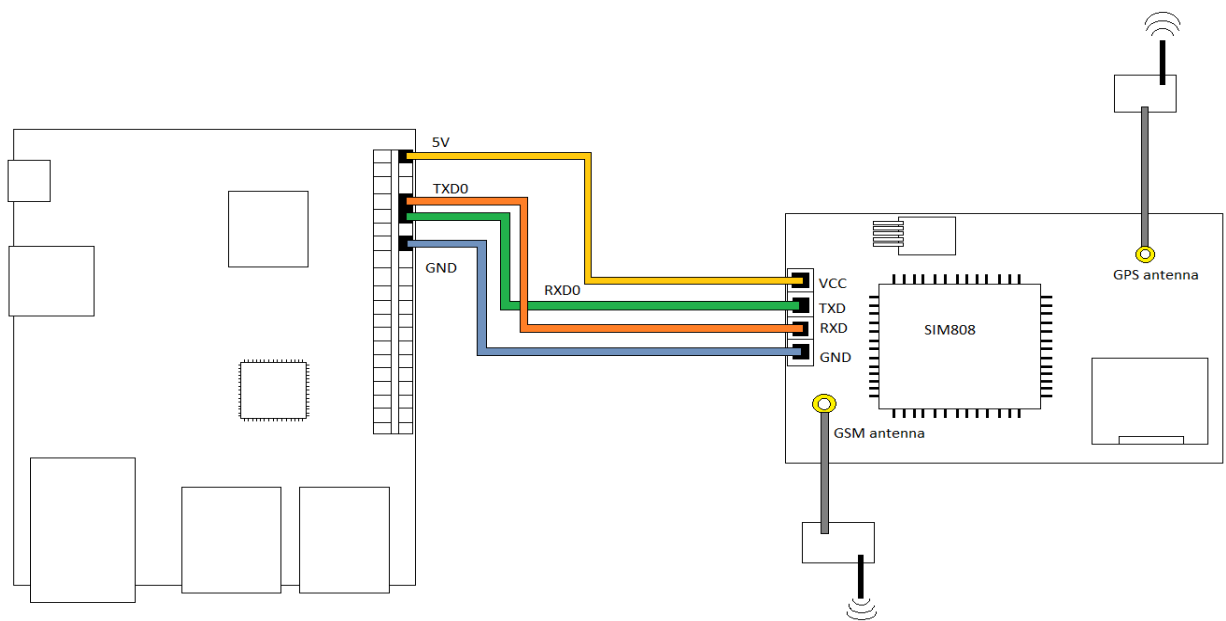 5V
TXD0
GND
RXD0
VCC
TXD
RXD
GND
SIM808
GPS antenna
GSM antenna